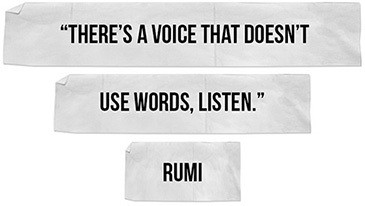 “THERE’S A VOICE THAT DOESN’T
USE WORDS, LISTEN.”
RUMI